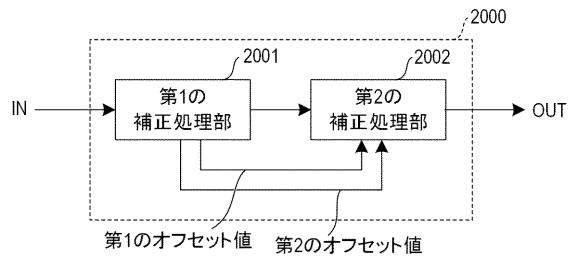 2000
2001
2002
IN
第1の
補正処理部
第2の
補正処理部
OUT
第1のオフセット値
第2のオフセット値